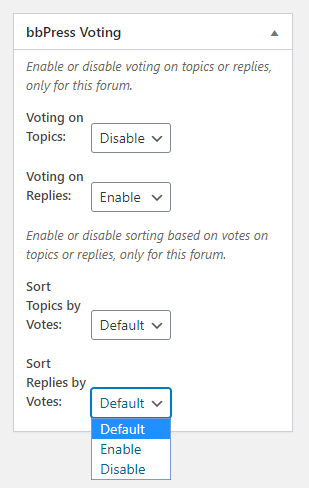 bbPress Voting
Enable or disable voting on topics or replies,
only for this forum.
Voting on
Topics:
Disable
Voting on
Replies:
Enable
Enable or disable sorting based on votes on
topics or replies, only for this forum.
Sort
Topics by
Votes:
Default
Sort
Replies by
Votes:
Default
Default
Enable
Disable